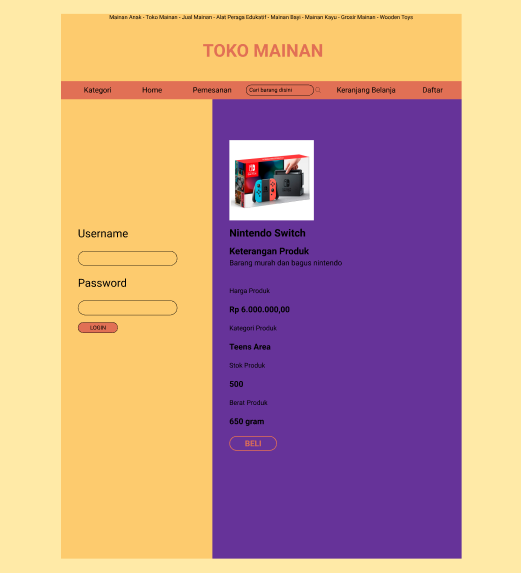 Mainan Anak - Toko Mainan - Jual Mainan - Alat Peraga Edukatif - Mainan Bayi - Mainan Kayu - Grosir Mainan - Wooden Toys
TOKO MAINAN
Kategori Home Pemesanan Cari barang disini Keranjang Belanja Daftar
Username
Password
LOGIN
Nintendo Switch
Keterangan Produk
Barang murah dan bagus nintendo
Harga Produk
Rp 6.000.000,00
Kategori Produk
Teens Area
Stok Produk
500
Berat Produk
650 gram
BELI